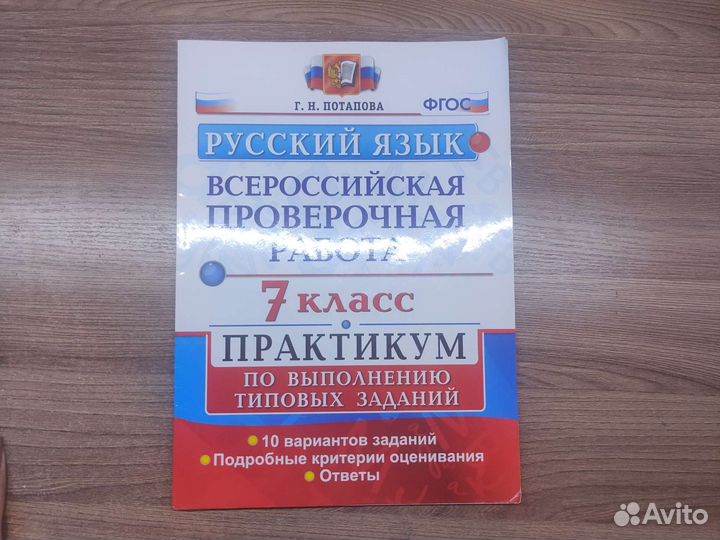 Г. Н. ПОТАПОВА
ФГОС
РУССКИЙ ЯЗЫК
ВСЕРОССИЙСКАЯ
ПРОВЕРОЧНАЯ
РАБОТА
7 КЛАСС
ПРАКТИКУМ
ПО ВЫПОЛНЕНИЮ
ТИПОВЫХ ЗАДАНИЙ
10 вариантов заданий
Подробные критерии оценивания
Ответы
Avito